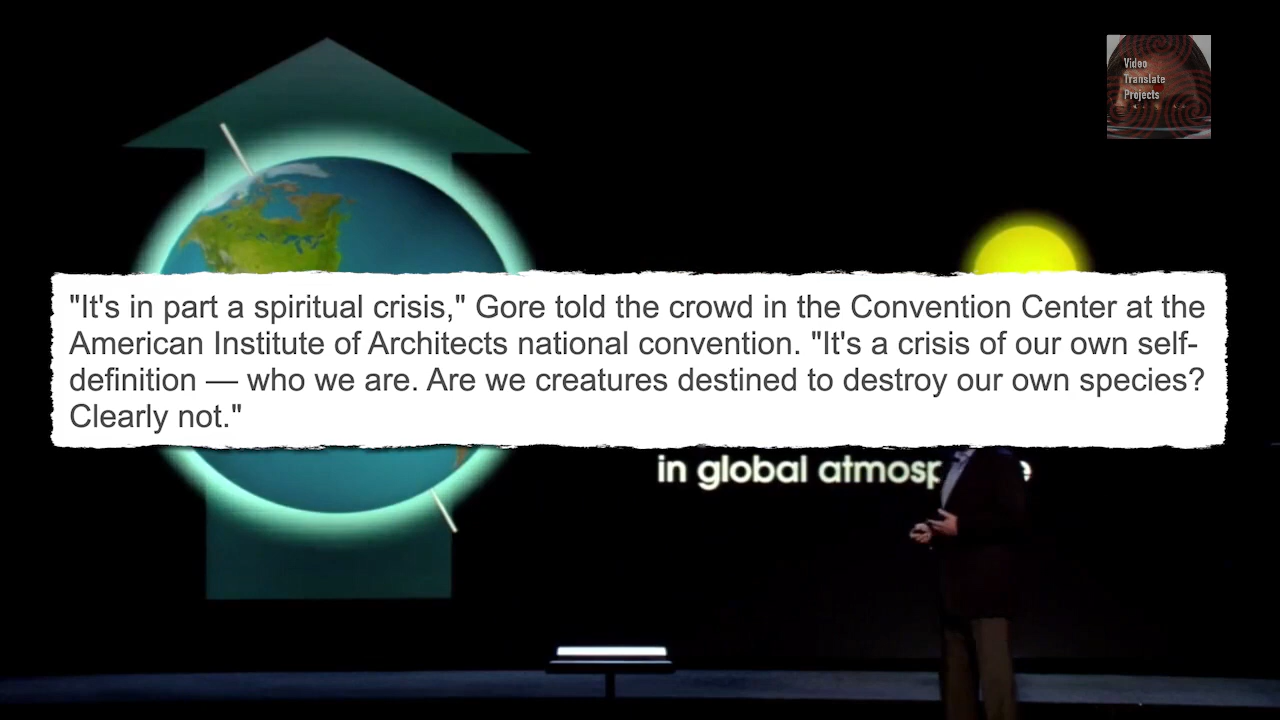 Video
Translate
Projects
"It's in part a spiritual crisis," Gore told the crowd in the Convention Center at the
American Institute of Architects national convention. "It's a crisis of our own self-
definition — who we are. Are we creatures destined to destroy our own species?
Clearly not."
in global atmosp e